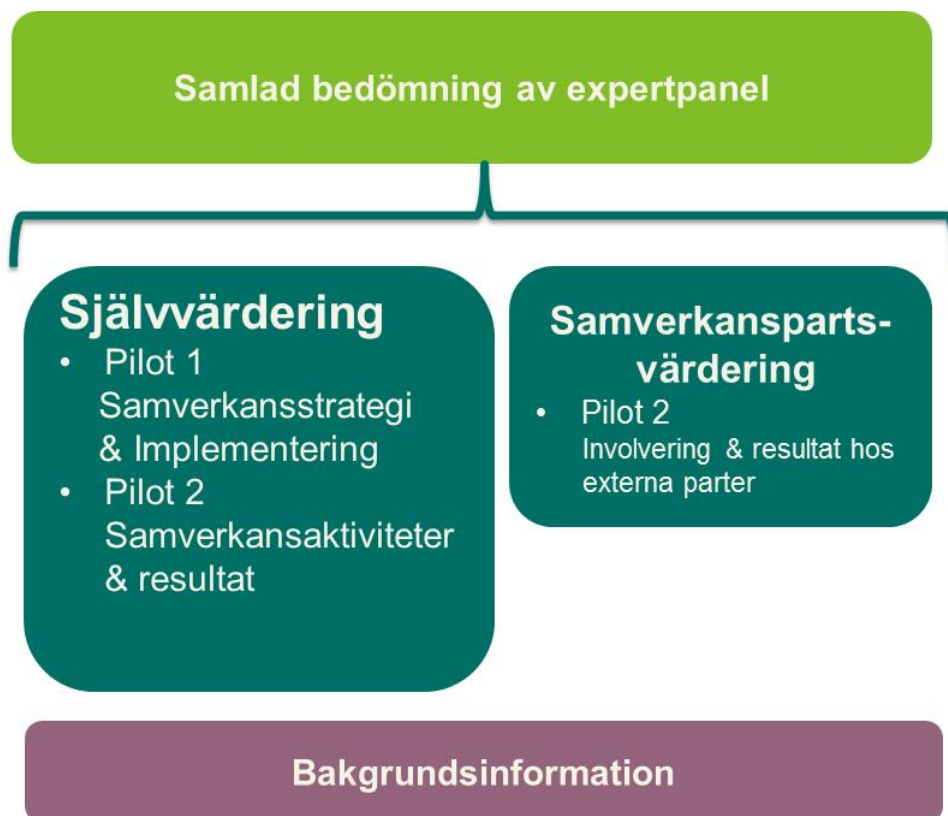 Samlad bedömning av expertpanel
Självvärdering
• Pilot 1
Samverkansstrategi
& Implementering
• Pilot 2
Samverkansaktiviteter
& resultat
Samverkansparts-
värdering
• Pilot 2
Involvering & resultat hos
externa parter
Bakgrundsinformation